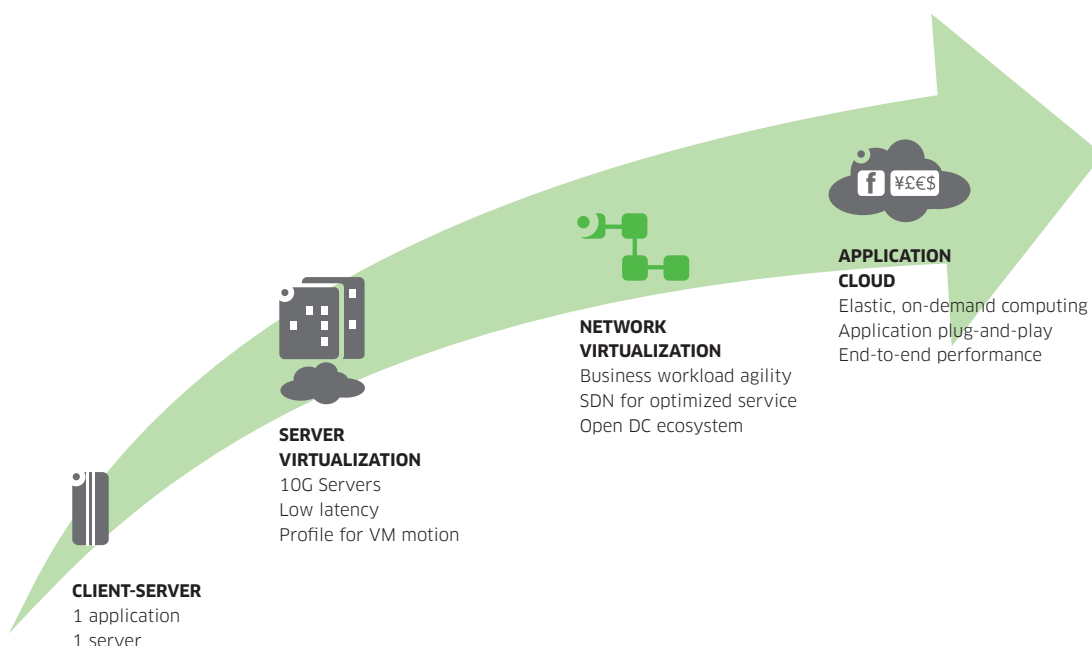 CLIENT-SERVER
1 application
1 server
SERVER
VIRTUALIZATION
10G Servers
Low latency
Profile for VM motion
NETWORK
VIRTUALIZATION
Business workload agility
SDN for optimized service
Open DC ecosystem
f ¥£€$
APPLICATION
CLOUD
Elastic, on-demand computing
Application plug-and-play
End-to-end performance